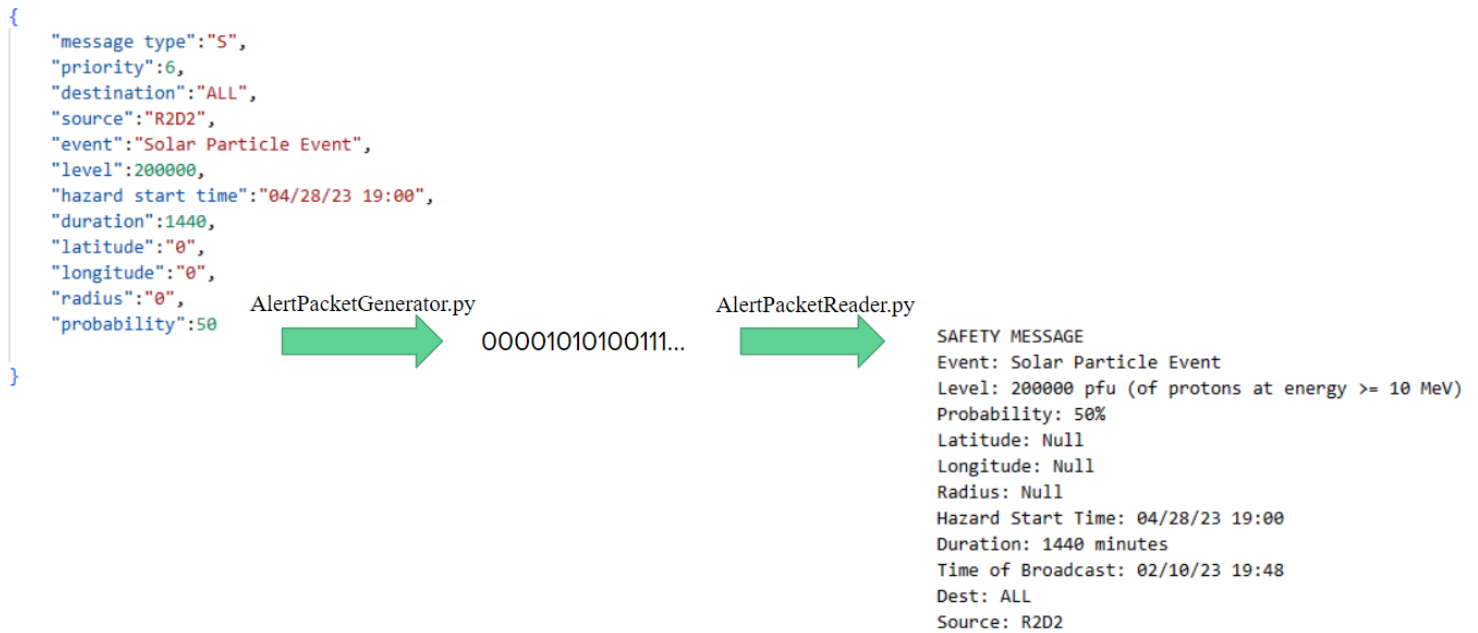 {
"message type":"S",
"priority":6,
"destination":"ALL",
"source":"R2D2",
"event":"Solar Particle Event",
"level":200000,
"hazard start time":"04/28/23 19:00",
"duration":1440,
"latitude":"0",
"longitude":"0",
"radius":"0",
"probability":50
}
AlertPacketGenerator.py
00001010100111...
AlertPacketReader.py
SAFETY MESSAGE
Event: Solar Particle Event
Level: 200000 pfu (of protons at energy >= 10 MeV)
Probability: 50%
Latitude: Null
Longitude: Null
Radius: Null
Hazard Start Time: 04/28/23 19:00
Duration: 1440 minutes
Time of Broadcast: 02/10/23 19:48
Dest: ALL
Source: R2D2